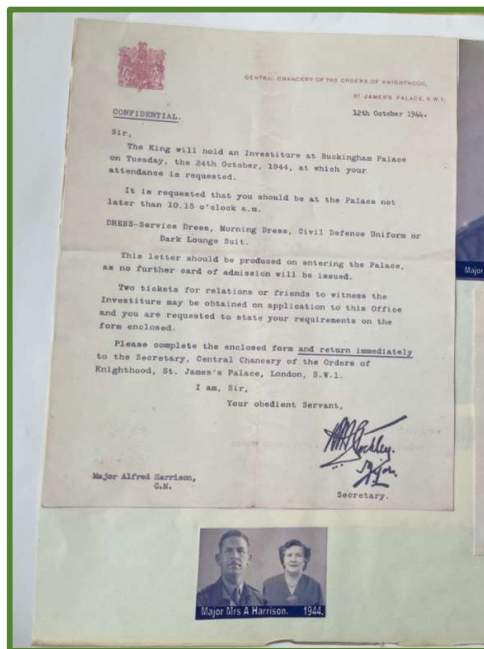 CENTRAL CHANCERY OF THE ORDERS OF KNIGHTHOOD,
ST JAMES'S PALACE, S.W.1.
CONFIDENTIAL.
12th October 1944.
Sir,
The King will hold an Investiture at Buckingham Palace
on Tuesday, the 24th October, 1944, at which your
attendance is requested.
It is requested that you should be at the Palace not
later than 10.15 o'clock a.m.
DRESS—Service Dress, Morning Dress, Civil Defence Uniform or
Dark Lounge Suit.
This letter should be produced on entering the Palace,
as no further card of admission will be issued.
Two tickets for relations or friends to witness the
Investiture may be obtained on application to this Office
and you are requested to state your requirements on the
form enclosed.
Please complete the enclosed form and return immediately
to the Secretary, Central Chancery of the Orders of
Knighthood, St. James's Palace, London, S.W.1.
I am, Sir,
Your obedient Servant,
Major Alfred Harrison,
G.M.
Secretary.
Major Mrs A Harrison. 1944.
Major